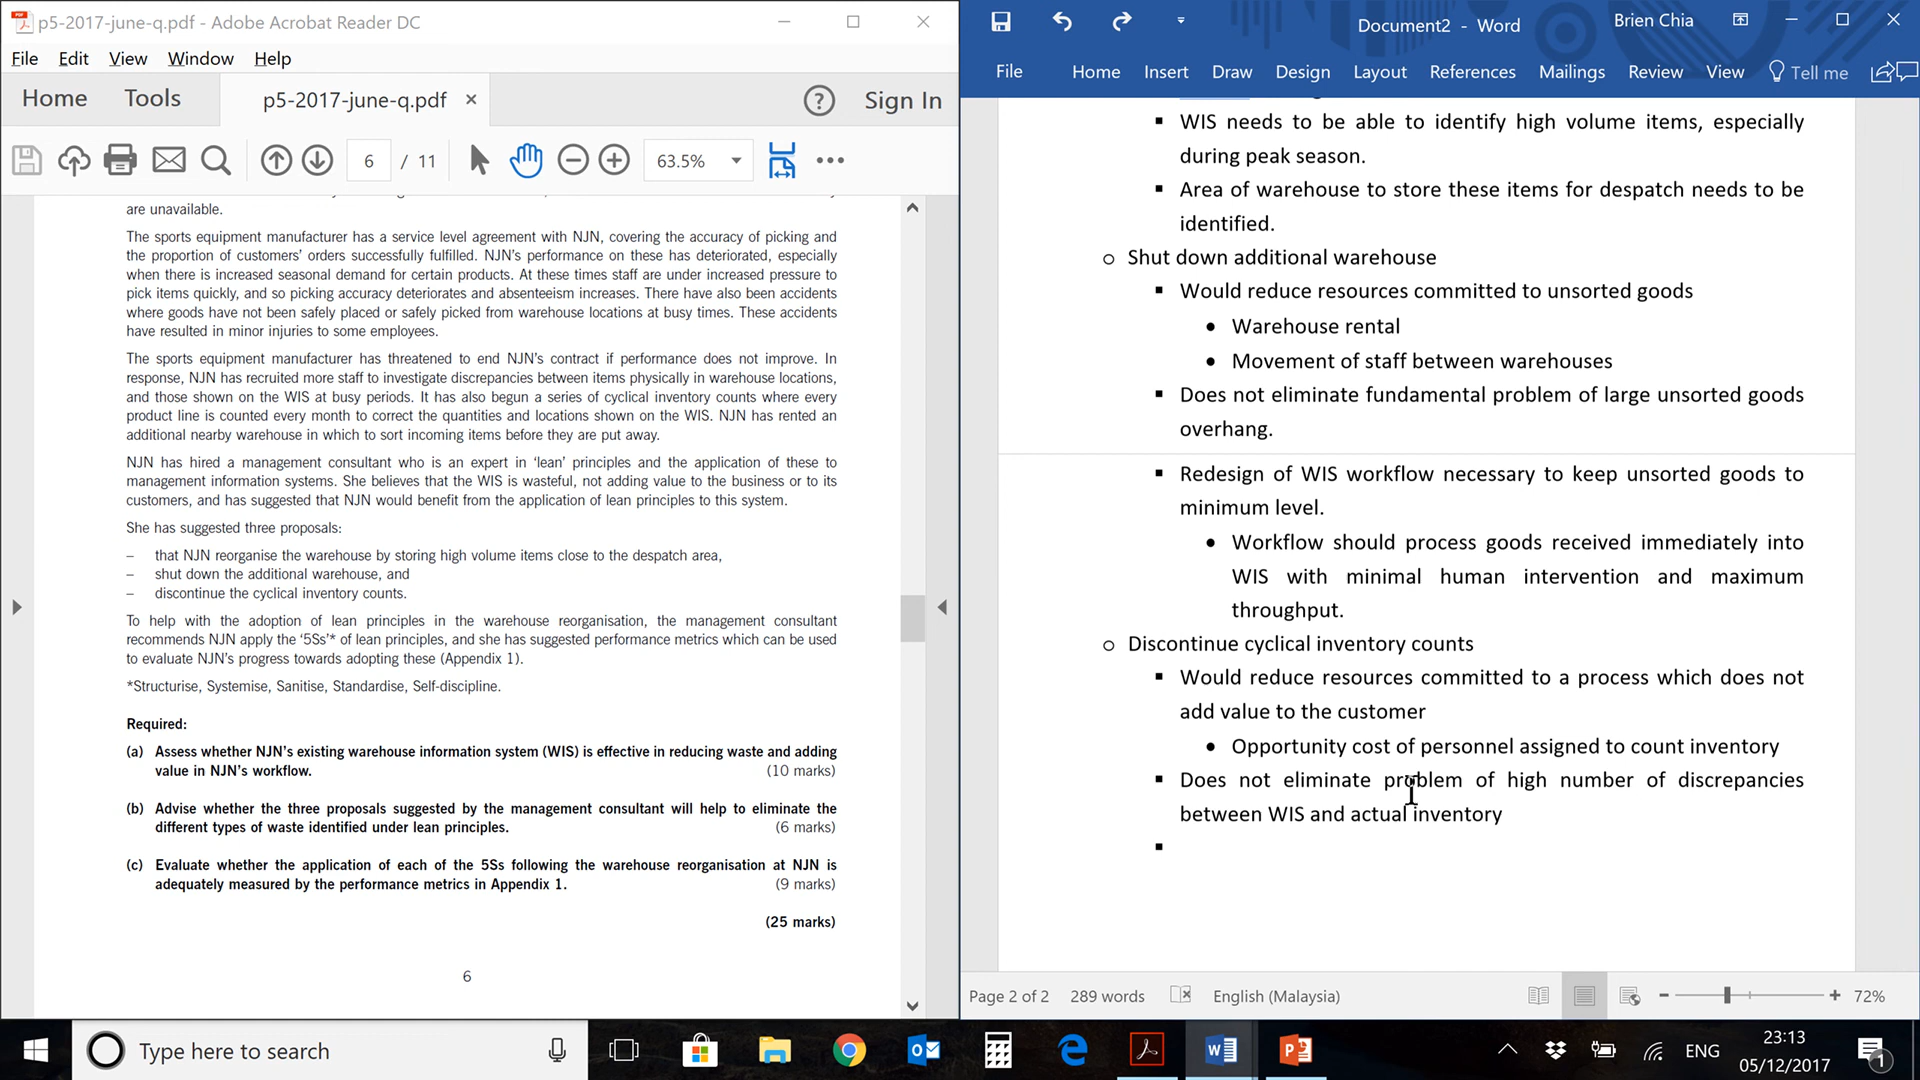 p5-2017-june-q.pdf - Adobe Acrobat Reader DC
File Edit View Window Help
Home Tools p5-2017-june-q.pdf × ? Sign In
6 / 11 63.5%
are unavailable.
The sports equipment manufacturer has a service level agreement with NJN, covering the accuracy of picking and
the proportion of customers' orders successfully fulfilled. NJN's performance on these has deteriorated, especially
when there is increased seasonal demand for certain products. At these times staff are under increased pressure to
pick items quickly, and so picking accuracy deteriorates and absenteeism increases. There have also been accidents
where goods have not been safely placed or safely picked from warehouse locations at busy times. These accidents
have resulted in minor injuries to some employees.
The sports equipment manufacturer has threatened to end NJN's contract if performance does not improve. In
response, NJN has recruited more staff to investigate discrepancies between items physically in warehouse locations,
and those shown on the WIS at busy periods. It has also begun a series of cyclical inventory counts where every
product line is counted every month to correct the quantities and locations shown on the WIS. NJN has rented an
additional nearby warehouse in which to sort incoming items before they are put away.
NJN has hired a management consultant who is an expert in 'lean' principles and the application of these to
management information systems. She believes that the WIS is wasteful, not adding value to the business or to its
customers, and has suggested that NJN would benefit from the application of lean principles to this system.
She has suggested three proposals:
– that NJN reorganise the warehouse by storing high volume items close to the despatch area,
– shut down the additional warehouse, and
– discontinue the cyclical inventory counts.
To help with the adoption of lean principles in the warehouse reorganisation, the management consultant
recommends NJN apply the '5Ss'* of lean principles, and she has suggested performance metrics which can be used
to evaluate NJN's progress towards adopting these (Appendix 1).
*Structurise, Systemise, Sanitise, Standardise, Self-discipline.
Required:
(a) Assess whether NJN's existing warehouse information system (WIS) is effective in reducing waste and adding
value in NJN's workflow. (10 marks)
(b) Advise whether the three proposals suggested by the management consultant will help to eliminate the
different types of waste identified under lean principles. (6 marks)
(c) Evaluate whether the application of each of the 5Ss following the warehouse reorganisation at NJN is
adequately measured by the performance metrics in Appendix 1. (9 marks)
(25 marks)
6
Document2 - Word Brien Chia
File Home Insert Draw Design Layout References Mailings Review View Tell me
▪ WIS needs to be able to identify high volume items, especially
during peak season.
▪ Area of warehouse to store these items for despatch needs to be
identified.
o Shut down additional warehouse
▪ Would reduce resources committed to unsorted goods
• Warehouse rental
• Movement of staff between warehouses
▪ Does not eliminate fundamental problem of large unsorted goods
overhang.
▪ Redesign of WIS workflow necessary to keep unsorted goods to
minimum level.
• Workflow should process goods received immediately into
WIS with minimal human intervention and maximum
throughput.
o Discontinue cyclical inventory counts
▪ Would reduce resources committed to a process which does not
add value to the customer
• Opportunity cost of personnel assigned to count inventory
▪ Does not eliminate problem of high number of discrepancies
between WIS and actual inventory
▪
Page 2 of 2 289 words English (Malaysia) 72%
Type here to search
ENG 23:13
05/12/2017 1